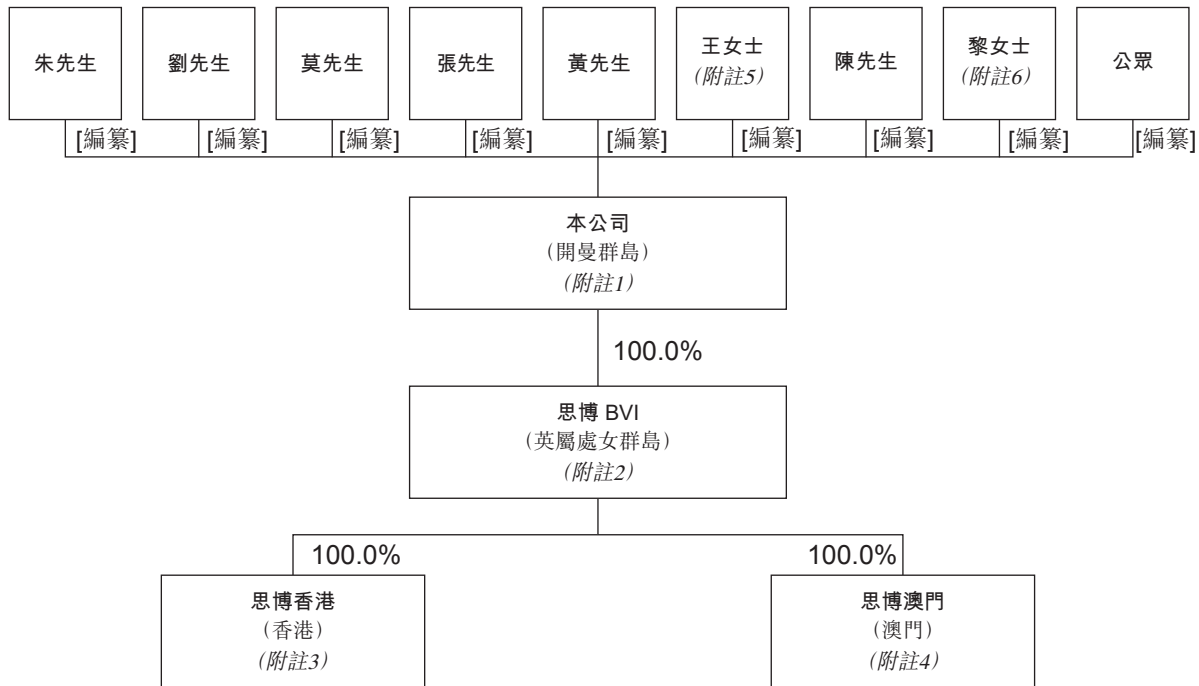 朱先生 劉先生 莫先生 張先生 黃先生 王女士 陳先生 黎女士 公眾
(附註5) (附註6)
[編纂] [編纂] [編纂] [編纂] [編纂] [編纂] [編纂] [編纂] [編纂]
本公司
(開曼群島)
(附註1)
100.0%
思博 BVI
(英屬處女群島)
(附註2)
100.0% 100.0%
思博香港 思博澳門
(香港) (澳門)
(附註3) (附註4)